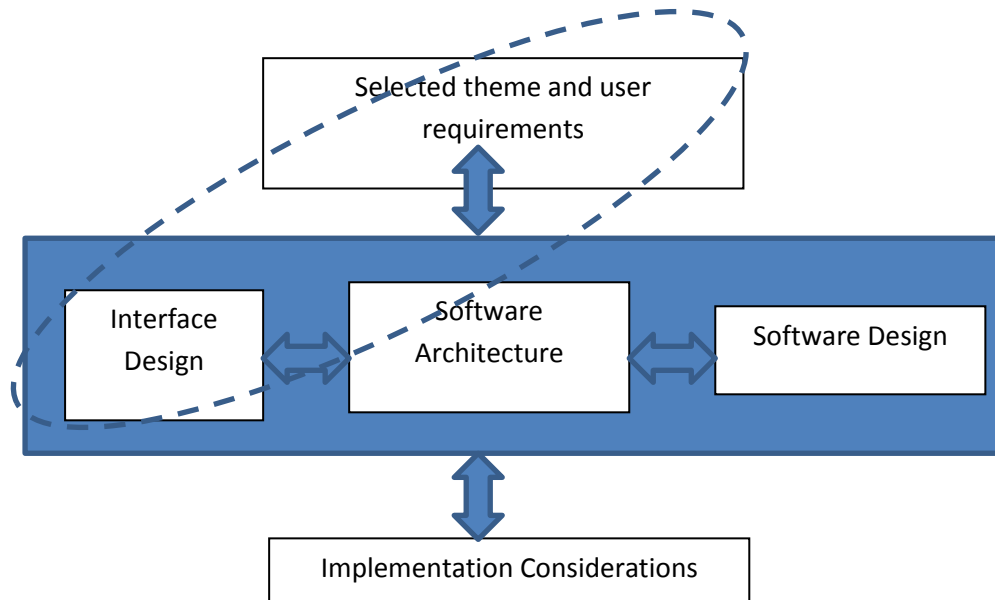 Selected theme and user
requirements
Interface
Design
Software
Architecture
Software Design
Implementation Considerations